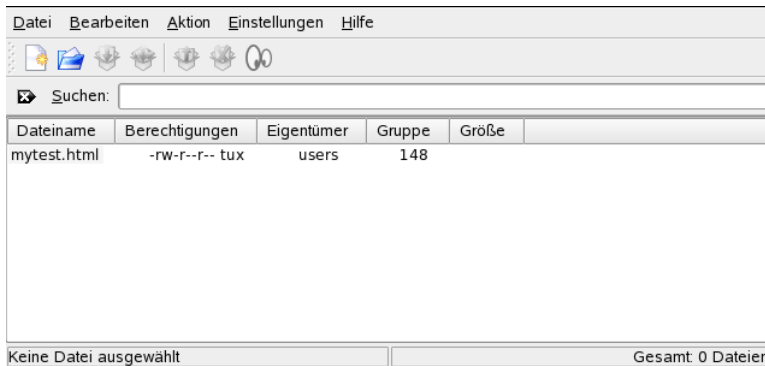 Datei Bearbeiten Aktion Einstellungen Hilfe
Suchen:
Dateiname Berechtigungen Eigentümer Gruppe Größe
mytest.html -rw-r--r-- tux users 148
Keine Datei ausgewählt Gesamt: 0 Dateien